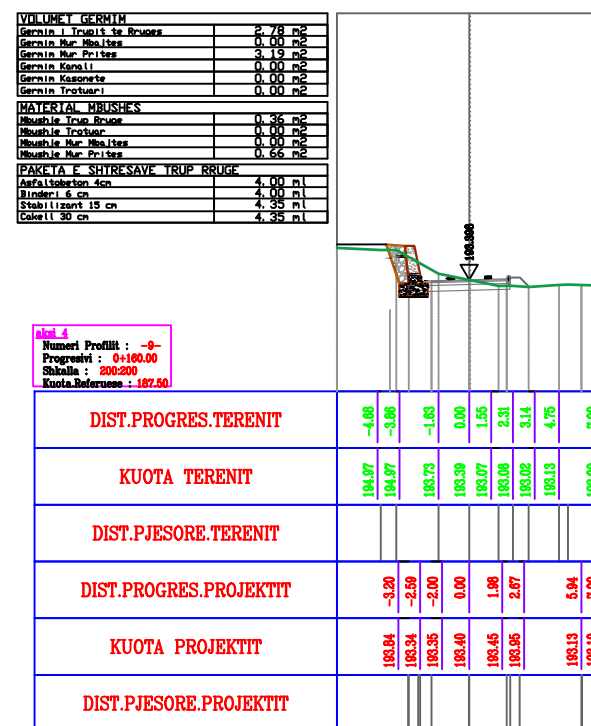 VOLUMET GERMIM
Germim i Trupit te Rruges 2.78 m2
Germim Mur Mbajtes 0.00 m2
Germim Mur Prites 3.19 m2
Germim Kanali 0.00 m2
Germim Kasonete 0.00 m2
Germim Trotuari 0.00 m2
MATERIAL MBUSHES
Mbushje Trup Rruge 0.36 m2
Mbushje Trotuar 0.00 m2
Mbushje Mur Mbajtes 0.00 m2
Mbushje Mur Prites 0.66 m2
PAKETA E SHTRESAVE TRUP RRUGE
Asfaltobeton 4cm 4.00 ml
Binderi 6 cm 4.00 ml
Stabilizant 15 cm 4.35 ml
Cakell 30 cm 4.35 ml
193.396
aksi 4
Numeri Profilit : -9-
Progresivi : 0+160.00
Shkalla : 200:200
Kuota.Referuese : 187.50
DIST.PROGRES.TERENIT -4.68 -3.86 -1.63 0.00 1.55 2.31 3.14 4.75
KUOTA TERENIT 194.97 194.97 193.73 193.39 193.07 193.06 193.02 193.13
DIST.PJESORE.TERENIT
DIST.PROGRES.PROJEKTIT -3.20 -2.59 -2.00 0.00 1.98 2.67 5.94
KUOTA PROJEKTIT 193.64 193.34 193.35 193.40 193.45 193.95 193.13
DIST.PJESORE.PROJEKTIT